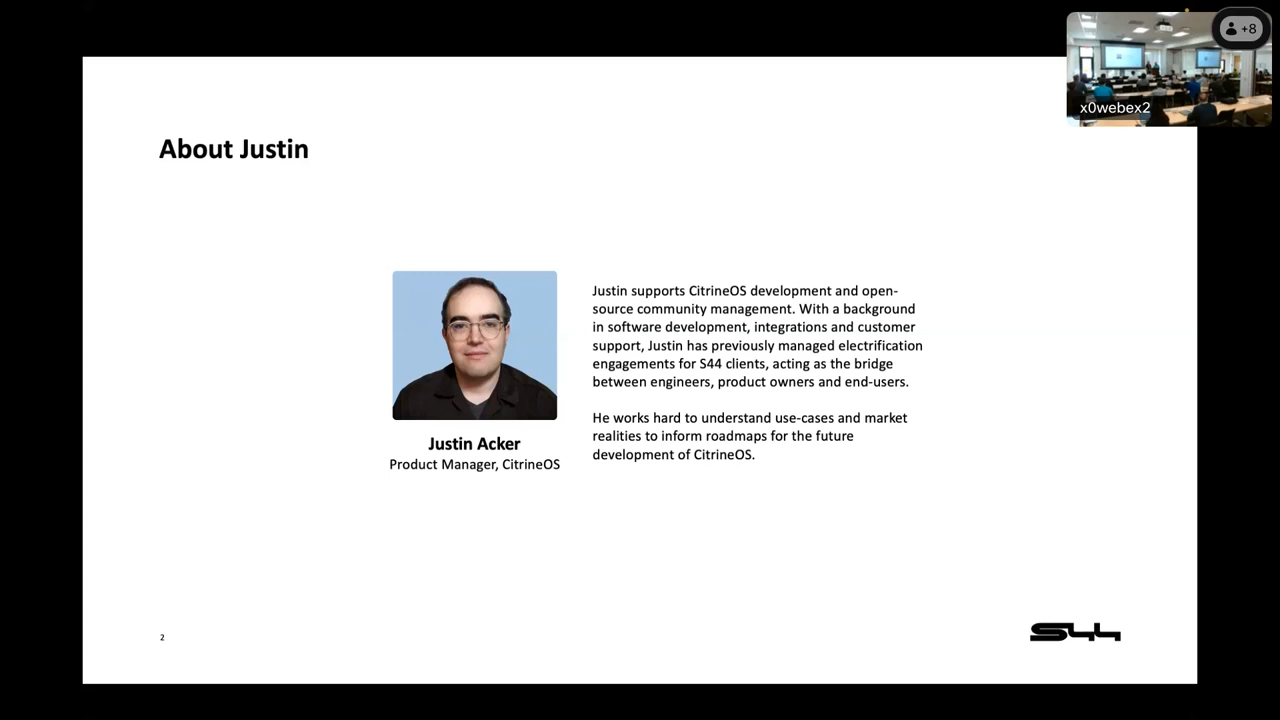 +8
x0webex2
About Justin
Justin supports CitrineOS development and open-
source community management. With a background
in software development, integrations and customer
support, Justin has previously managed electrification
engagements for S44 clients, acting as the bridge
between engineers, product owners and end-users.
He works hard to understand use-cases and market
realities to inform roadmaps for the future
development of CitrineOS.
Justin Acker
Product Manager, CitrineOS
2
S44